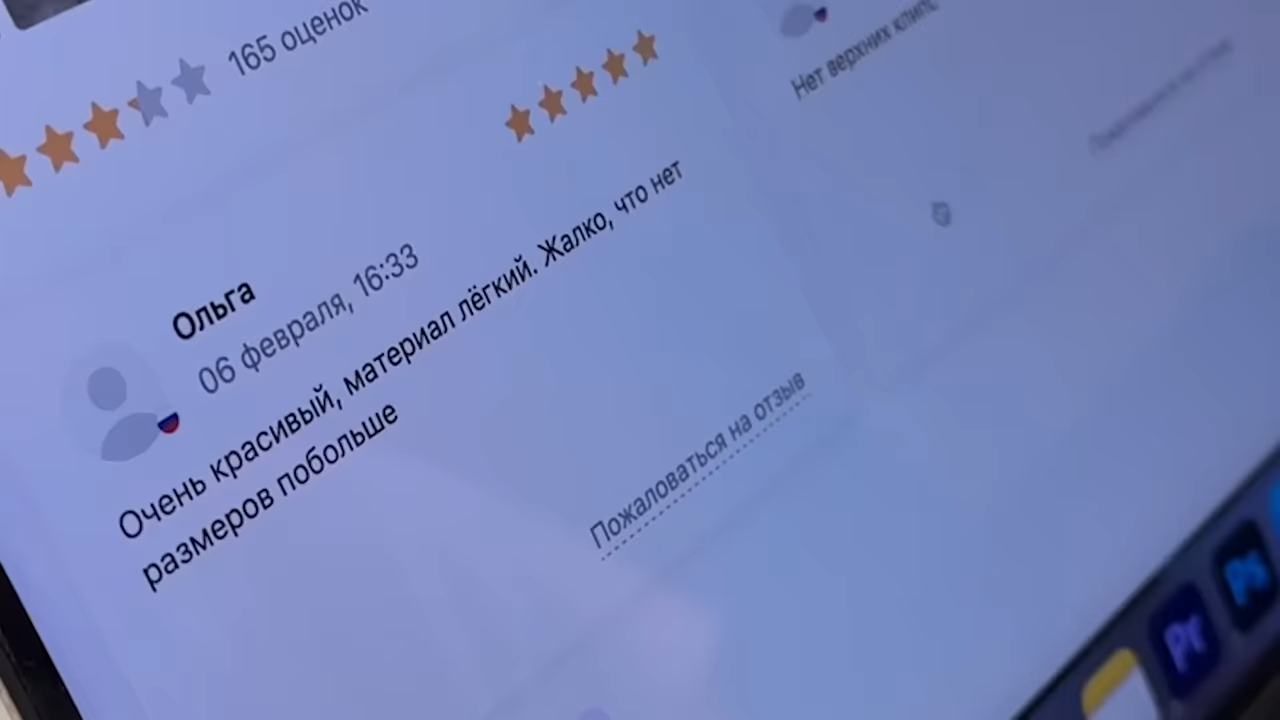 165 оценок
Ольга
06 февраля, 16:33
Очень красивый, материал лёгкий. Жалко, что нет
размеров побольше
Пожаловаться на отзыв
Нет верхних
Pr
Ps